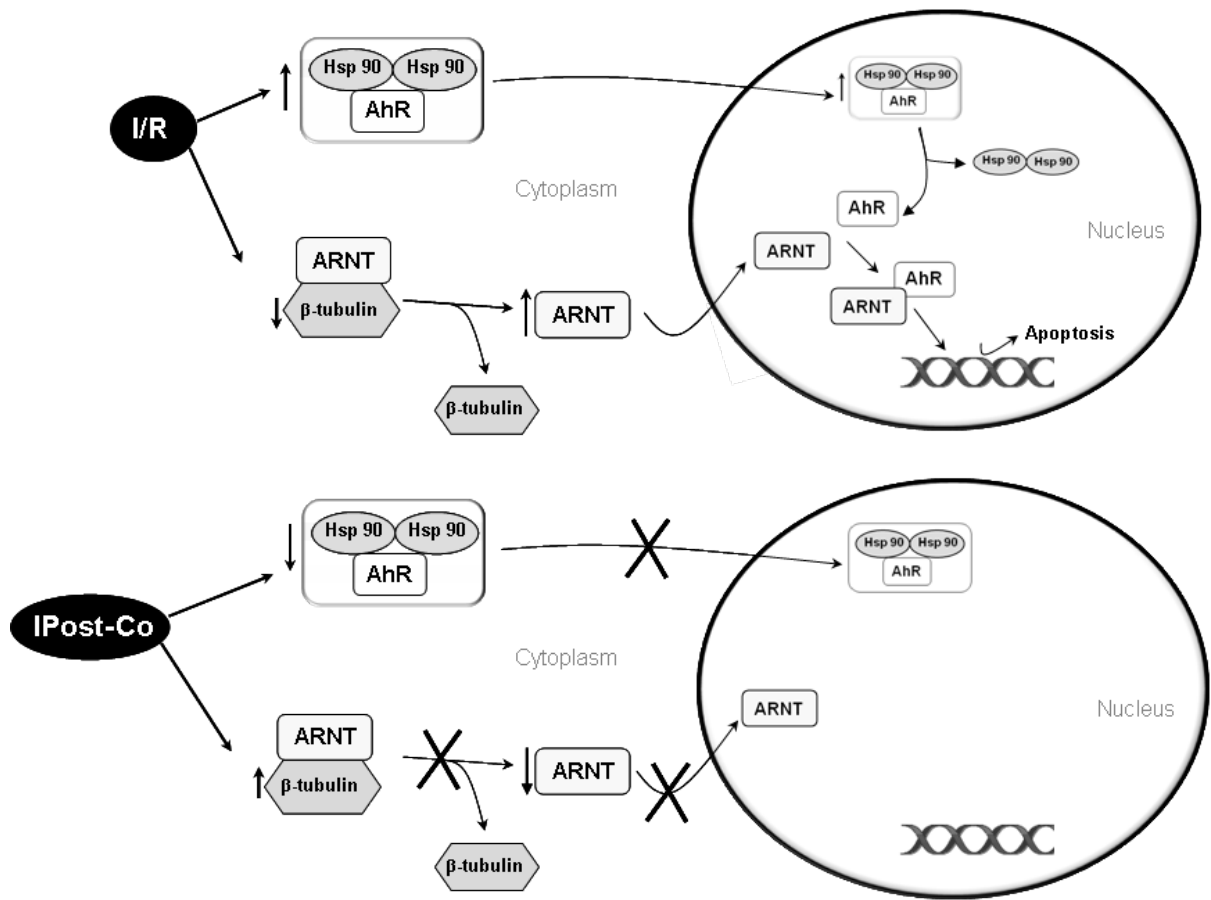 Hsp 90 Hsp 90
AhR
I/R
Cytoplasm
ARNT
β-tubulin
ARNT
β-tubulin
Hsp 90 Hsp 90
AhR
Hsp 90 Hsp 90
AhR
Nucleus
ARNT
AhR
ARNT
Apoptosis
Hsp 90 Hsp 90
AhR
IPost-Co
Cytoplasm
ARNT
β-tubulin
ARNT
β-tubulin
Hsp 90 Hsp 90
AhR
ARNT
Nucleus